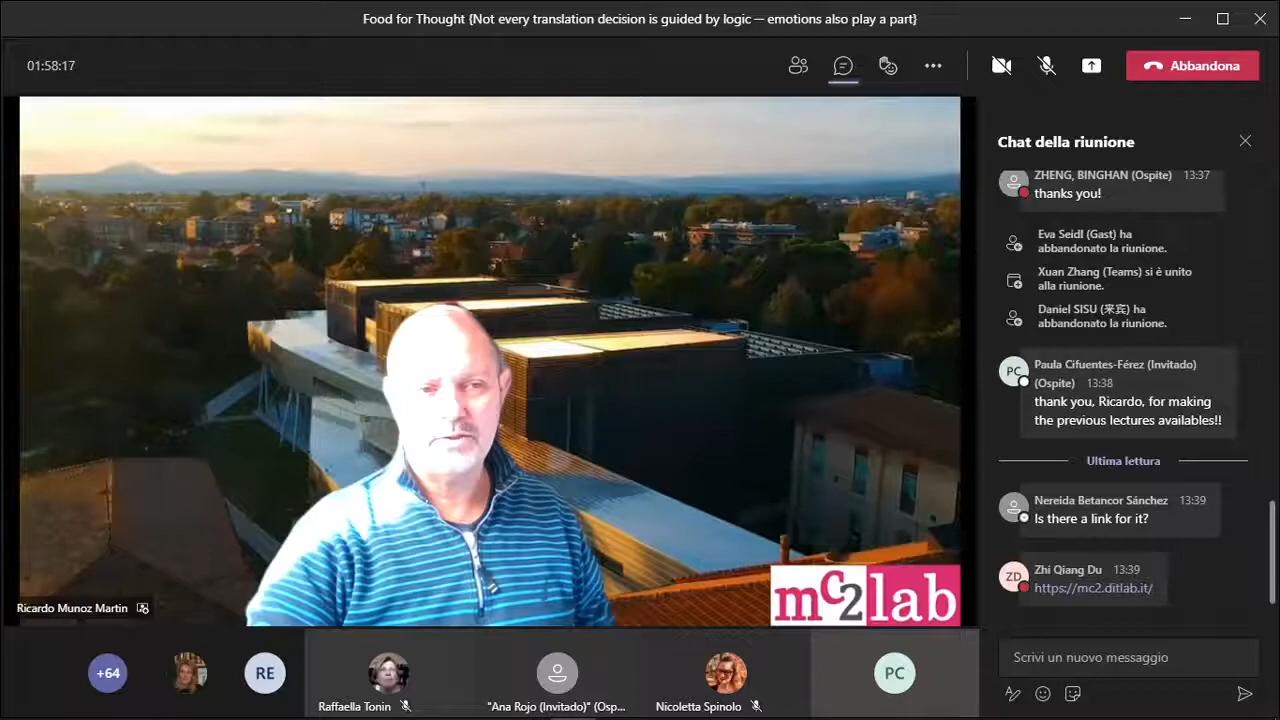 Food for Thought {Not every translation decision is guided by logic — emotions also play a part}
01:58:17
Abbandona
Chat della riunione
ZHENG, BINGHAN (Ospite) 13:37
thanks you!
Eva Seidl (Gast) ha
abbandonato la riunione.
Xuan Zhang (Teams) si è unito
alla riunione.
Daniel SISU (来宾) ha
abbandonato la riunione.
PC
Paula Cifuentes-Férez (Invitado)
(Ospite) 13:38
thank you, Ricardo, for making
the previous lectures availables!!
Ultima lettura
Nereida Betancor Sánchez 13:39
Is there a link for it?
ZD
Zhi Qiang Du 13:39
https://mc2.ditlab.it/
Scrivi un nuovo messaggio
mc2lab
Ricardo Munoz Martin
+64
RE
PC
Raffaella Tonin
"Ana Rojo (Invitado)" (Osp...
Nicoletta Spinolo